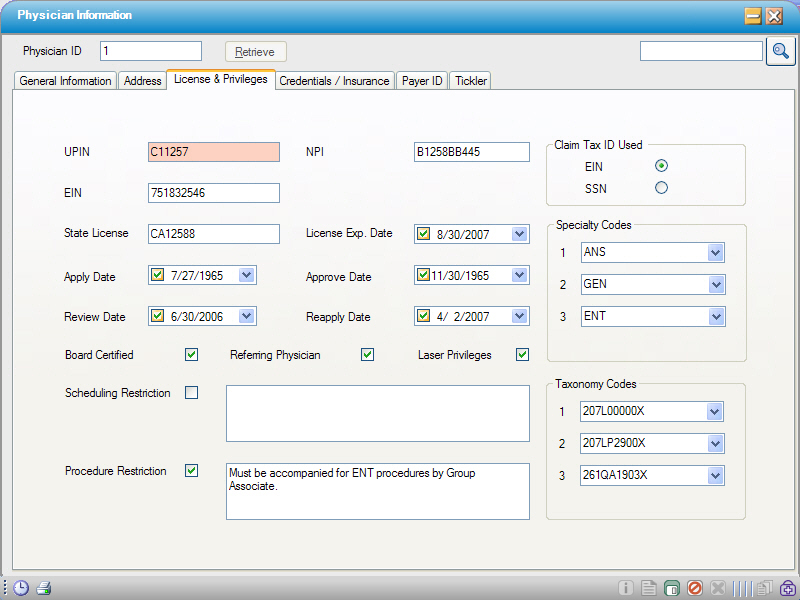 Physician Information
Physician ID 1 Retrieve
General Information Address License & Privileges Credentials / Insurance Payer ID Tickler
UPIN C11257 NPI B1258BB445
EIN 751832546
State License CA12588 License Exp. Date 8/30/2007
Apply Date 7/27/1965 Approve Date 11/30/1965
Review Date 6/30/2006 Reapply Date 4/ 2/2007
Board Certified Referring Physician Laser Privileges
Scheduling Restriction
Procedure Restriction Must be accompanied for ENT procedures by Group
Associate.
Claim Tax ID Used
EIN
SSN
Specialty Codes
1 ANS
2 GEN
3 ENT
Taxonomy Codes
1 207L00000X
2 207LP2900X
3 261QA1903X